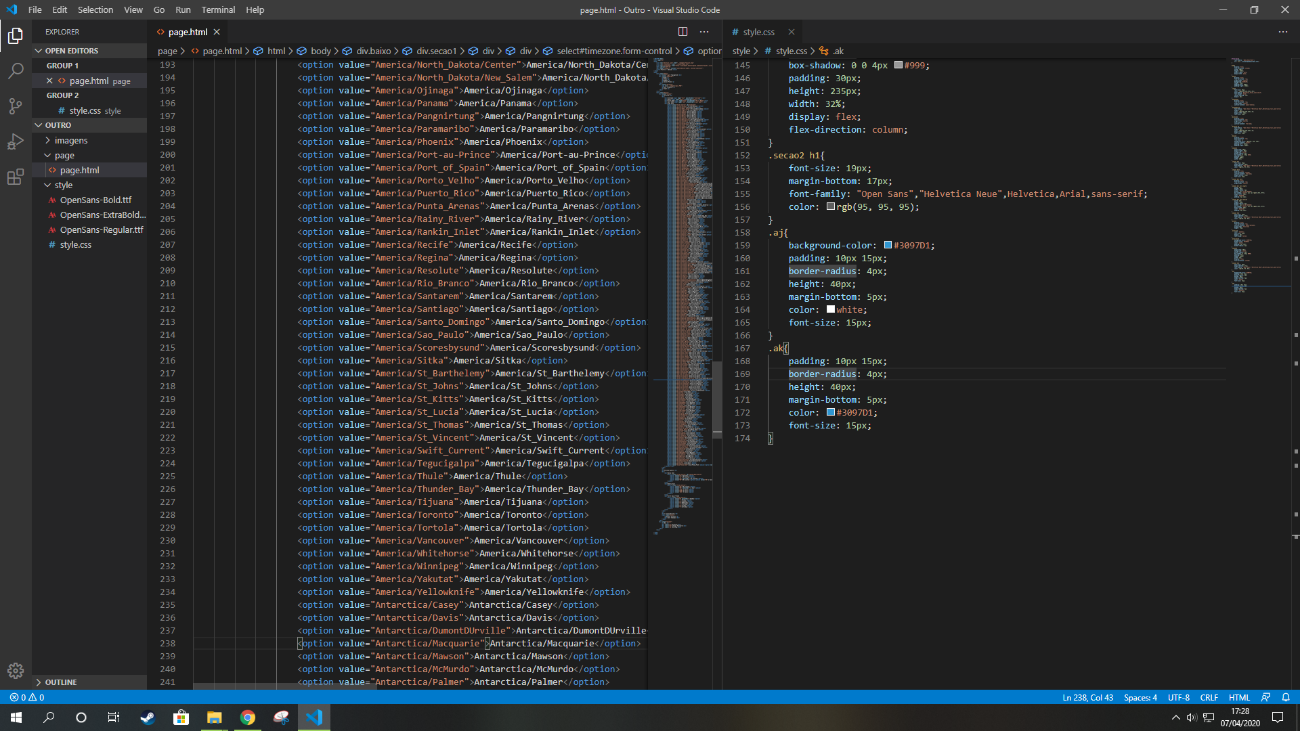 File Edit Selection View Go Run Terminal Help
page.html - Outro - Visual Studio Code
EXPLORER
OPEN EDITORS
GROUP 1
page.html page
GROUP 2
# style.css style
OUTRO
imagens
page
page.html
style
OpenSans-Bold.ttf
OpenSans-ExtraBold...
OpenSans-Regular.ttf
# style.css
OUTLINE
page.html
page > page.html > html > body > div.baixo > div.secao1 > div > div > select#timezone.form-control > option
193 <option value="America/North_Dakota/Center">America/North_Dakota/Cen
194 <option value="America/North_Dakota/New_Salem">America/North_Dakota.
195 <option value="America/Ojinaga">America/Ojinaga</option>
196 <option value="America/Panama">America/Panama</option>
197 <option value="America/Pangnirtung">America/Pangnirtung</option>
198 <option value="America/Paramaribo">America/Paramaribo</option>
199 <option value="America/Phoenix">America/Phoenix</option>
200 <option value="America/Port-au-Prince">America/Port-au-Prince</optio
201 <option value="America/Port_of_Spain">America/Port_of_Spain</option>
202 <option value="America/Porto_Velho">America/Porto_Velho</option>
203 <option value="America/Puerto_Rico">America/Puerto_Rico</option>
204 <option value="America/Punta_Arenas">America/Punta_Arenas</option>
205 <option value="America/Rainy_River">America/Rainy_River</option>
206 <option value="America/Rankin_Inlet">America/Rankin_Inlet</option>
207 <option value="America/Recife">America/Recife</option>
208 <option value="America/Regina">America/Regina</option>
209 <option value="America/Resolute">America/Resolute</option>
210 <option value="America/Rio_Branco">America/Rio_Branco</option>
211 <option value="America/Santarem">America/Santarem</option>
212 <option value="America/Santiago">America/Santiago</option>
213 <option value="America/Santo_Domingo">America/Santo_Domingo</option>
214 <option value="America/Sao_Paulo">America/Sao_Paulo</option>
215 <option value="America/Scoresbysund">America/Scoresbysund</option>
216 <option value="America/Sitka">America/Sitka</option>
217 <option value="America/St_Barthelemy">America/St_Barthelemy</option>
218 <option value="America/St_Johns">America/St_Johns</option>
219 <option value="America/St_Kitts">America/St_Kitts</option>
220 <option value="America/St_Lucia">America/St_Lucia</option>
221 <option value="America/St_Thomas">America/St_Thomas</option>
222 <option value="America/St_Vincent">America/St_Vincent</option>
223 <option value="America/Swift_Current">America/Swift_Current</option>
224 <option value="America/Tegucigalpa">America/Tegucigalpa</option>
225 <option value="America/Thule">America/Thule</option>
226 <option value="America/Thunder_Bay">America/Thunder_Bay</option>
227 <option value="America/Tijuana">America/Tijuana</option>
228 <option value="America/Toronto">America/Toronto</option>
229 <option value="America/Tortola">America/Tortola</option>
230 <option value="America/Vancouver">America/Vancouver</option>
231 <option value="America/Whitehorse">America/Whitehorse</option>
232 <option value="America/Winnipeg">America/Winnipeg</option>
233 <option value="America/Yakutat">America/Yakutat</option>
234 <option value="America/Yellowknife">America/Yellowknife</option>
235 <option value="Antarctica/Casey">Antarctica/Casey</option>
236 <option value="Antarctica/Davis">Antarctica/Davis</option>
237 <option value="Antarctica/DumontDUrville">Antarctica/DumontDUrville<
238 <option value="Antarctica/Macquarie">Antarctica/Macquarie</option>
239 <option value="Antarctica/Mawson">Antarctica/Mawson</option>
240 <option value="Antarctica/McMurdo">Antarctica/McMurdo</option>
241 <option value="Antarctica/Palmer">Antarctica/Palmer</option>
# style.css
style > # style.css > .ak
145 box-shadow: 0 0 4px #999;
146 padding: 30px;
147 height: 235px;
148 width: 32%;
149 display: flex;
150 flex-direction: column;
151 }
152 .secao2 h1{
153 font-size: 19px;
154 margin-bottom: 17px;
155 font-family: "Open Sans","Helvetica Neue",Helvetica,Arial,sans-serif;
156 color: rgb(95, 95, 95);
157 }
158 .aj{
159 background-color: #3097D1;
160 padding: 10px 15px;
161 border-radius: 4px;
162 height: 40px;
163 margin-bottom: 5px;
164 color: white;
165 font-size: 15px;
166 }
167 .ak{
168 padding: 10px 15px;
169 border-radius: 4px;
170 height: 40px;
171 margin-bottom: 5px;
172 color: #3097D1;
173 font-size: 15px;
174 }
0 0
Ln 238, Col 43 Spaces: 4 UTF-8 CRLF HTML
17:28
07/04/2020